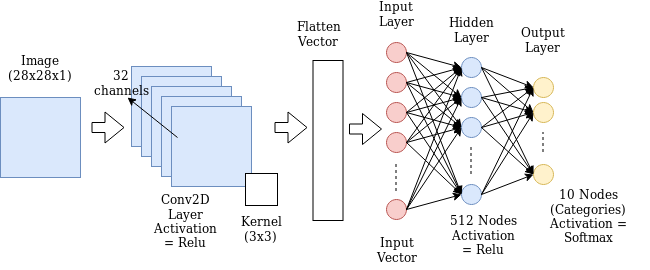 Image
(28x28x1)
32
channels
Conv2D
Layer
Activation
= Relu
Kernel
(3x3)
Flatten
Vector
Input
Layer
Input
Vector
Hidden
Layer
512 Nodes
Activation
= Relu
Output
Layer
10 Nodes
(Categories)
Activation =
Softmax